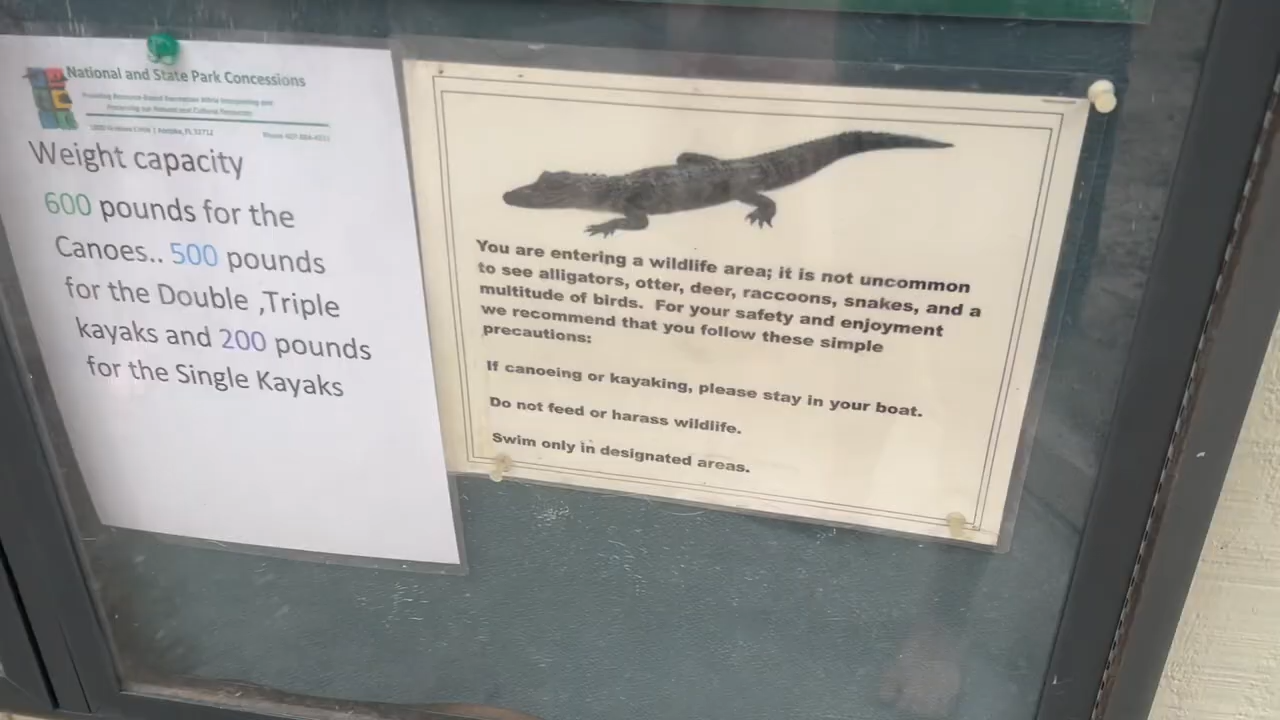 National and State Park Concessions
Weight capacity
600 pounds for the
Canoes.. 500 pounds
for the Double ,Triple
kayaks and 200 pounds
for the Single Kayaks
You are entering a wildlife area; it is not uncommon
to see alligators, otter, deer, raccoons, snakes, and a
multitude of birds. For your safety and enjoyment
we recommend that you follow these simple
precautions:
If canoeing or kayaking, please stay in your boat.
Do not feed or harass wildlife.
Swim only in designated areas.